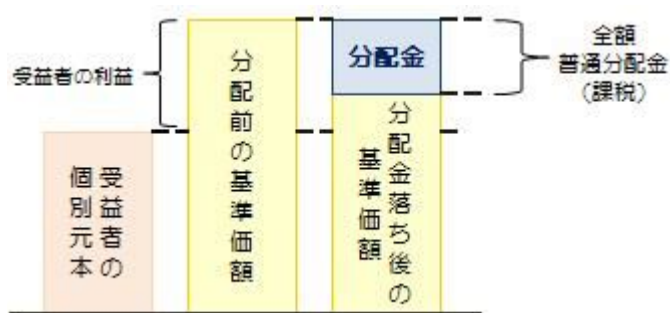 受益者の利益
受益者の
個別元本
分配前の基準価額
分配金
分配金落ち後の
基準価額
全額
普通分配金
(課税)